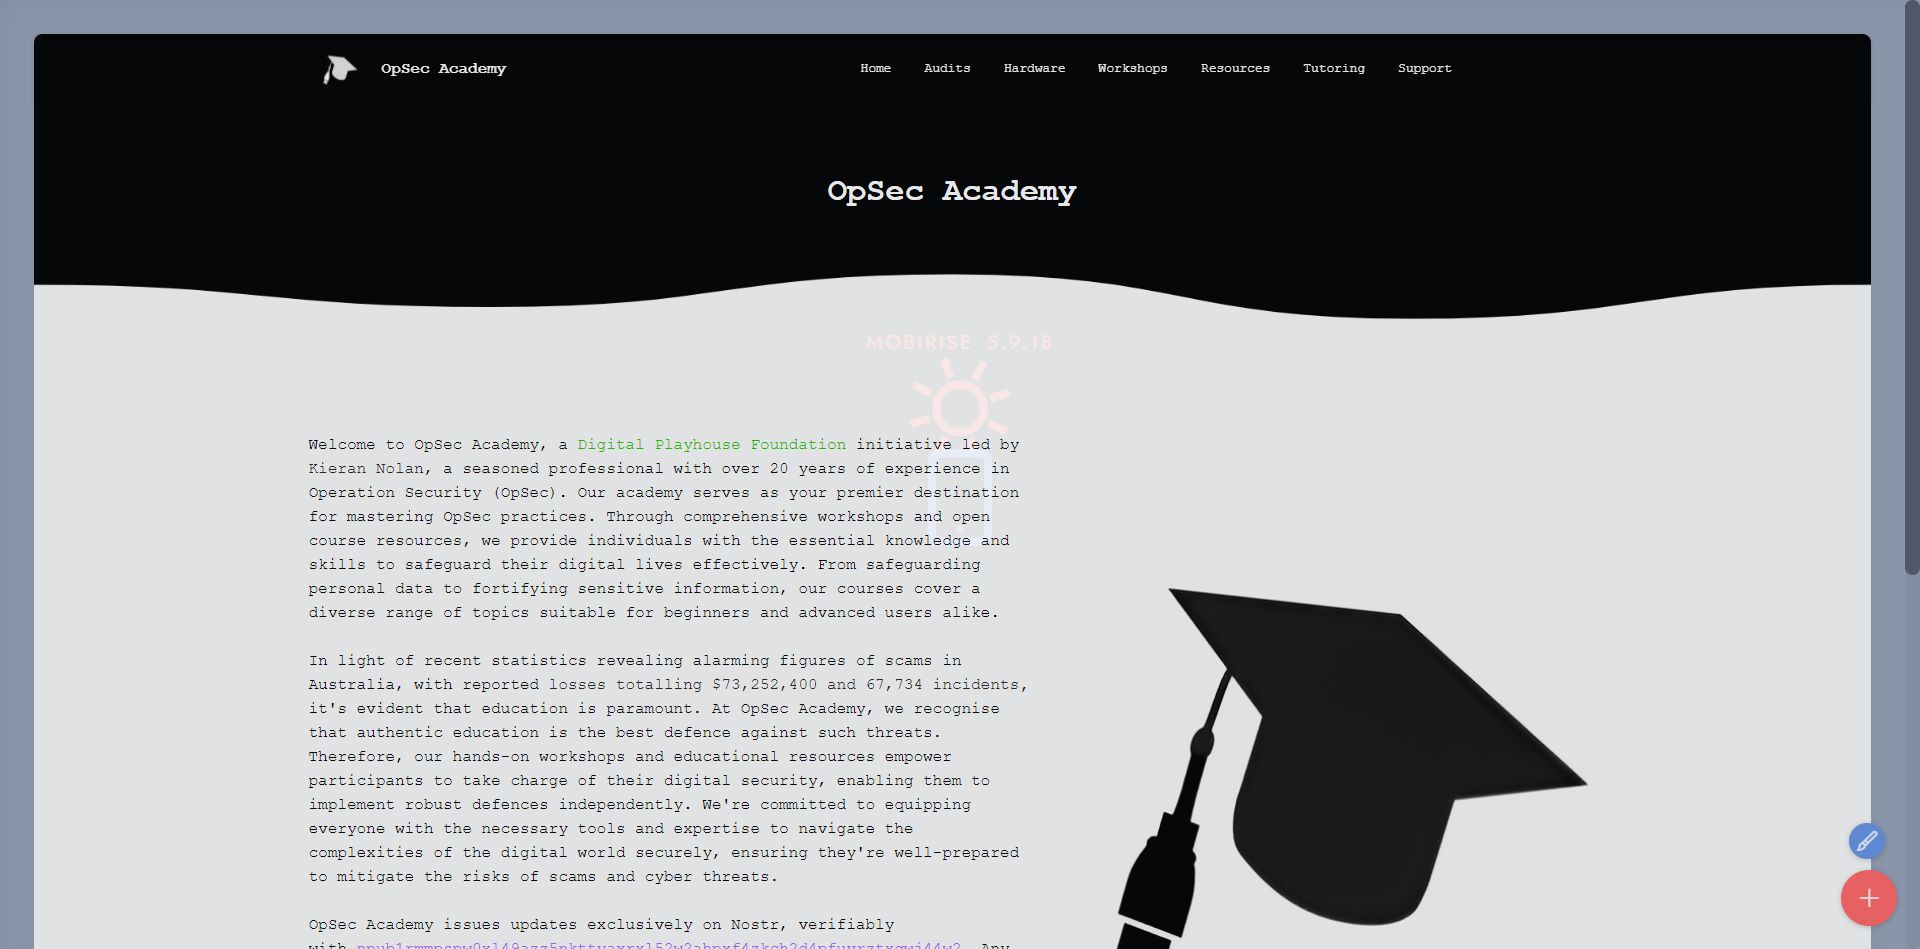 OpSec Academy
Home Audits Hardware Workshops Resources Tutoring Support
OpSec Academy
MOBIRISE 5.9.18
Welcome to OpSec Academy, a Digital Playhouse Foundation initiative led by
Kieran Nolan, a seasoned professional with over 20 years of experience in
Operation Security (OpSec). Our academy serves as your premier destination
for mastering OpSec practices. Through comprehensive workshops and open
course resources, we provide individuals with the essential knowledge and
skills to safeguard their digital lives effectively. From safeguarding
personal data to fortifying sensitive information, our courses cover a
diverse range of topics suitable for beginners and advanced users alike.
In light of recent statistics revealing alarming figures of scams in
Australia, with reported losses totalling $73,252,400 and 67,734 incidents,
it's evident that education is paramount. At OpSec Academy, we recognise
that authentic education is the best defence against such threats.
Therefore, our hands-on workshops and educational resources empower
participants to take charge of their digital security, enabling them to
implement robust defences independently. We're committed to equipping
everyone with the necessary tools and expertise to navigate the
complexities of the digital world securely, ensuring they're well-prepared
to mitigate the risks of scams and cyber threats.
OpSec Academy issues updates exclusively on Nostr, verifiably
with Any